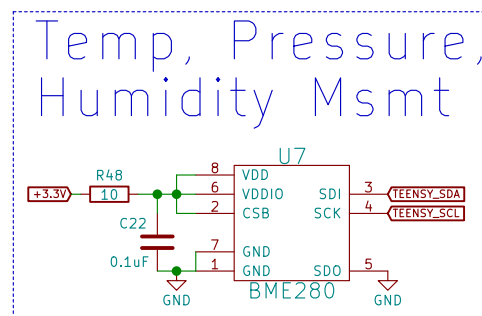 Temp, Pressure,
Humidity Msmt
U7
R48
8 VDD
+3.3V 10 6 VDDIO SDI 3 TEENSY_SDA
2 CSB SCK 4 TEENSY_SCL
C22
7 GND
0.1uF 1 GND SDO 5
BME280
GND GND